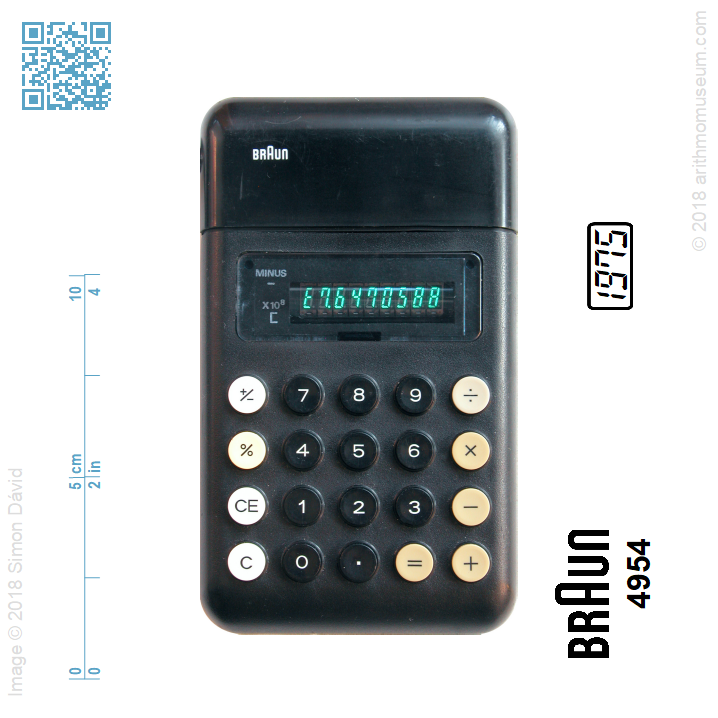 BRAUN
MINUS
−
X10⁸
C
C7.6470588
+/− 7 8 9 ÷
% 4 5 6 ×
CE 1 2 3 −
C 0 . = +
10 4
5 cm 2 in
0 0
1975
BRAUN
4954
Image © 2018 Simon Dávid
© 2018 arithmomuseum.com